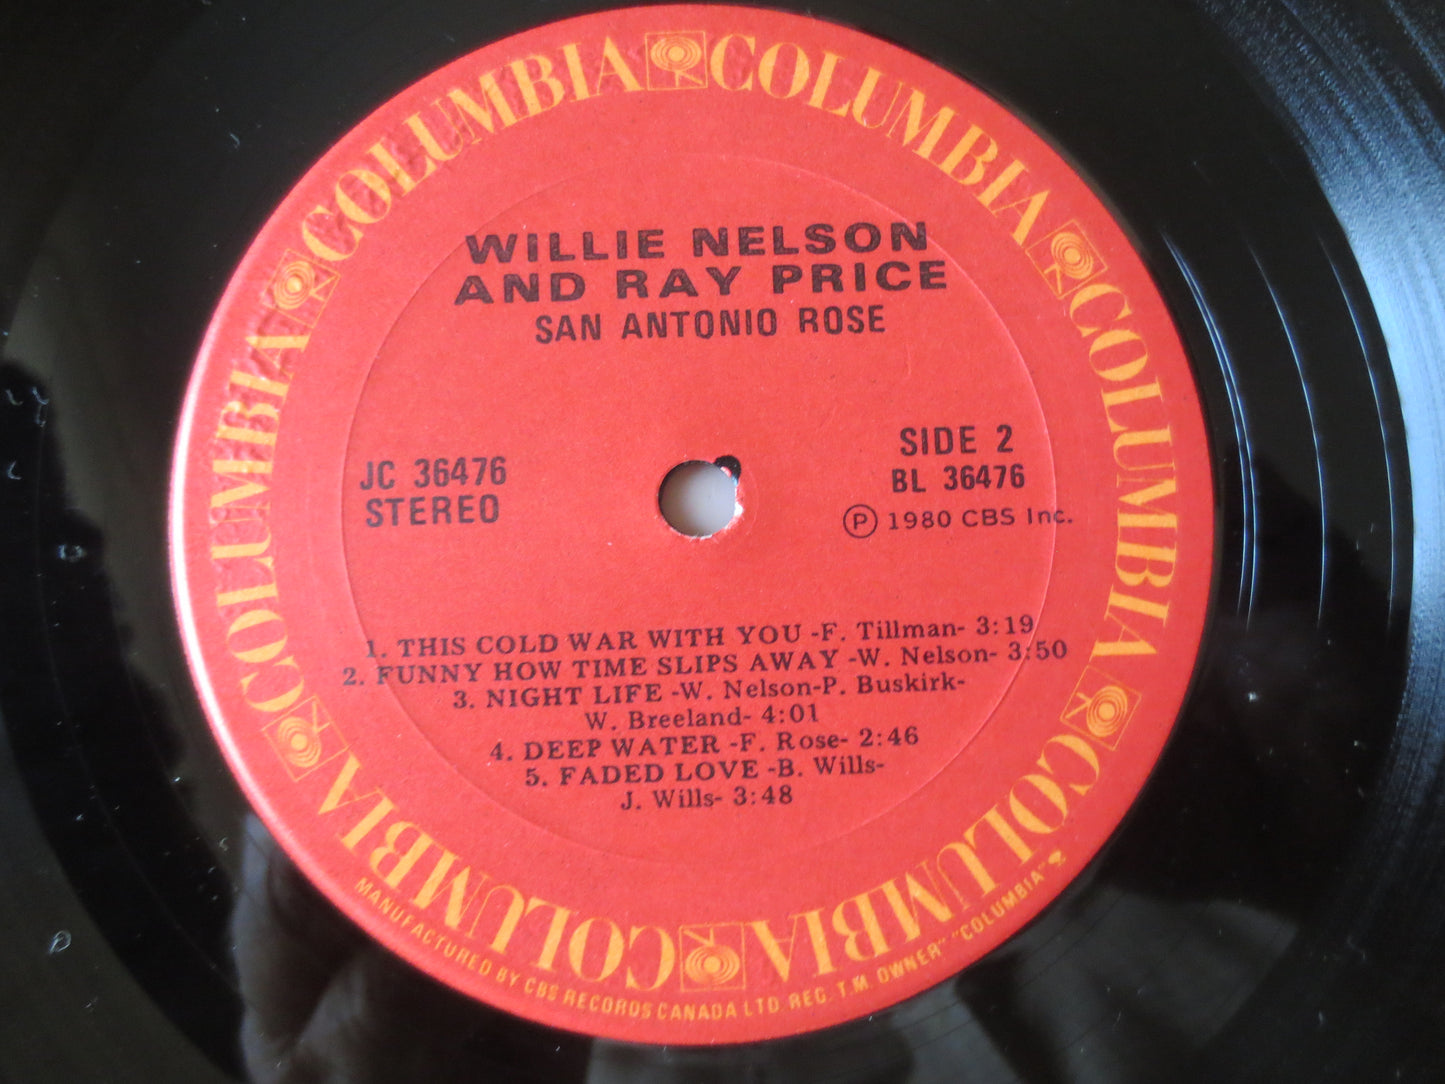 COLUMBIA COLUMBIA COLUMBIA COLUMBIA COLUMBIA COLUMBIA COLUMBIA COLUMBIA
WILLIE NELSON
AND RAY PRICE
SAN ANTONIO ROSE
JC 36476
STEREO
SIDE 2
BL 36476
Ⓟ 1980 CBS Inc.
1. THIS COLD WAR WITH YOU -F. Tillman- 3:19
2. FUNNY HOW TIME SLIPS AWAY -W. Nelson- 3:50
3. NIGHT LIFE -W. Nelson-P. Buskirk-
W. Breeland- 4:01
4. DEEP WATER -F. Rose- 2:46
5. FADED LOVE -B. Wills-
J. Wills- 3:48
MANUFACTURED BY CBS RECORDS CANADA LTD. REG. T.M. OWNER" "COLUMBIA",